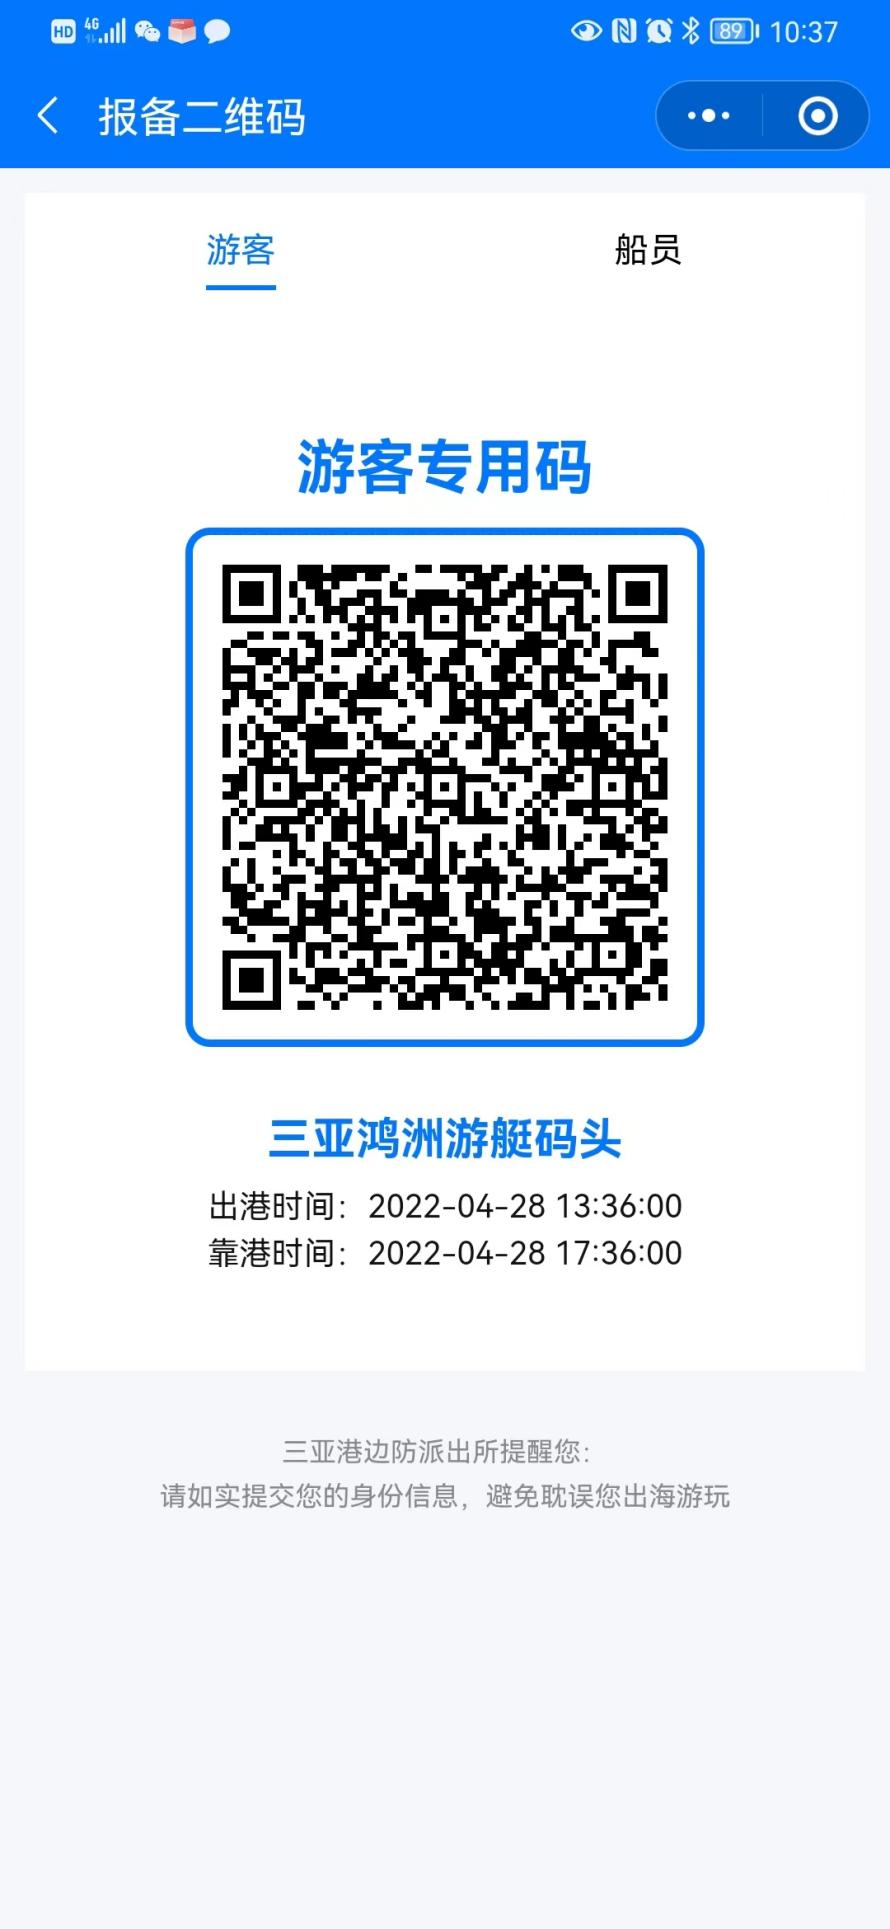 HD 4G 89 10:37
报备二维码
游客 船员
游客专用码
三亚鸿洲游艇码头
出港时间：2022-04-28 13:36:00
靠港时间：2022-04-28 17:36:00
三亚港边防派出所提醒您：
请如实提交您的身份信息，避免耽误您出海游玩